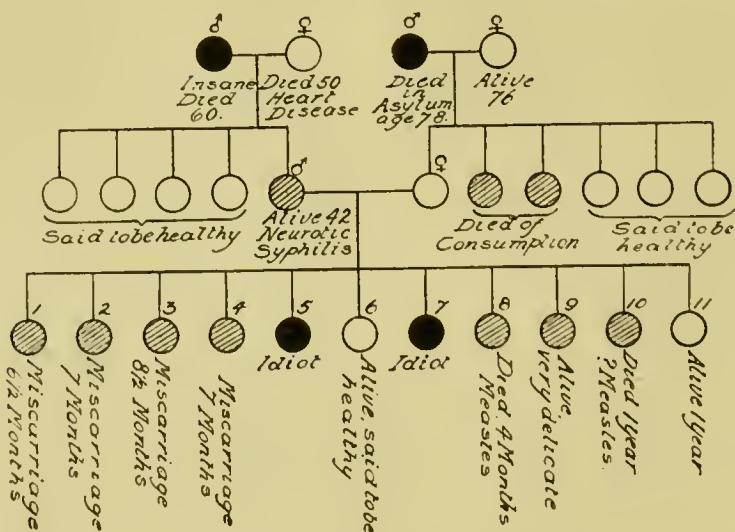 ♂ ♀ ♂ ♀
Insane
Died
60.
Died 50
Heart
Disease
Died
in
Asylum
age 78.
Alive
76
♂ ♀
Said to be healthy
Alive 42
Neurotic
Syphilis
Died of
Consumption
Said to be
healthy
1 2 3 4 5 6 7 8 9 10 11
Miscarriage
6½ Months
Miscarriage
7 Months
Miscarriage
8½ Months
Miscarriage
7 Months
Idiot
Alive, said to be
healthy
Idiot
Died 4 Months
Measles
Alive,
very delicate
Died 1 year
? Measles.
Alive 1 year